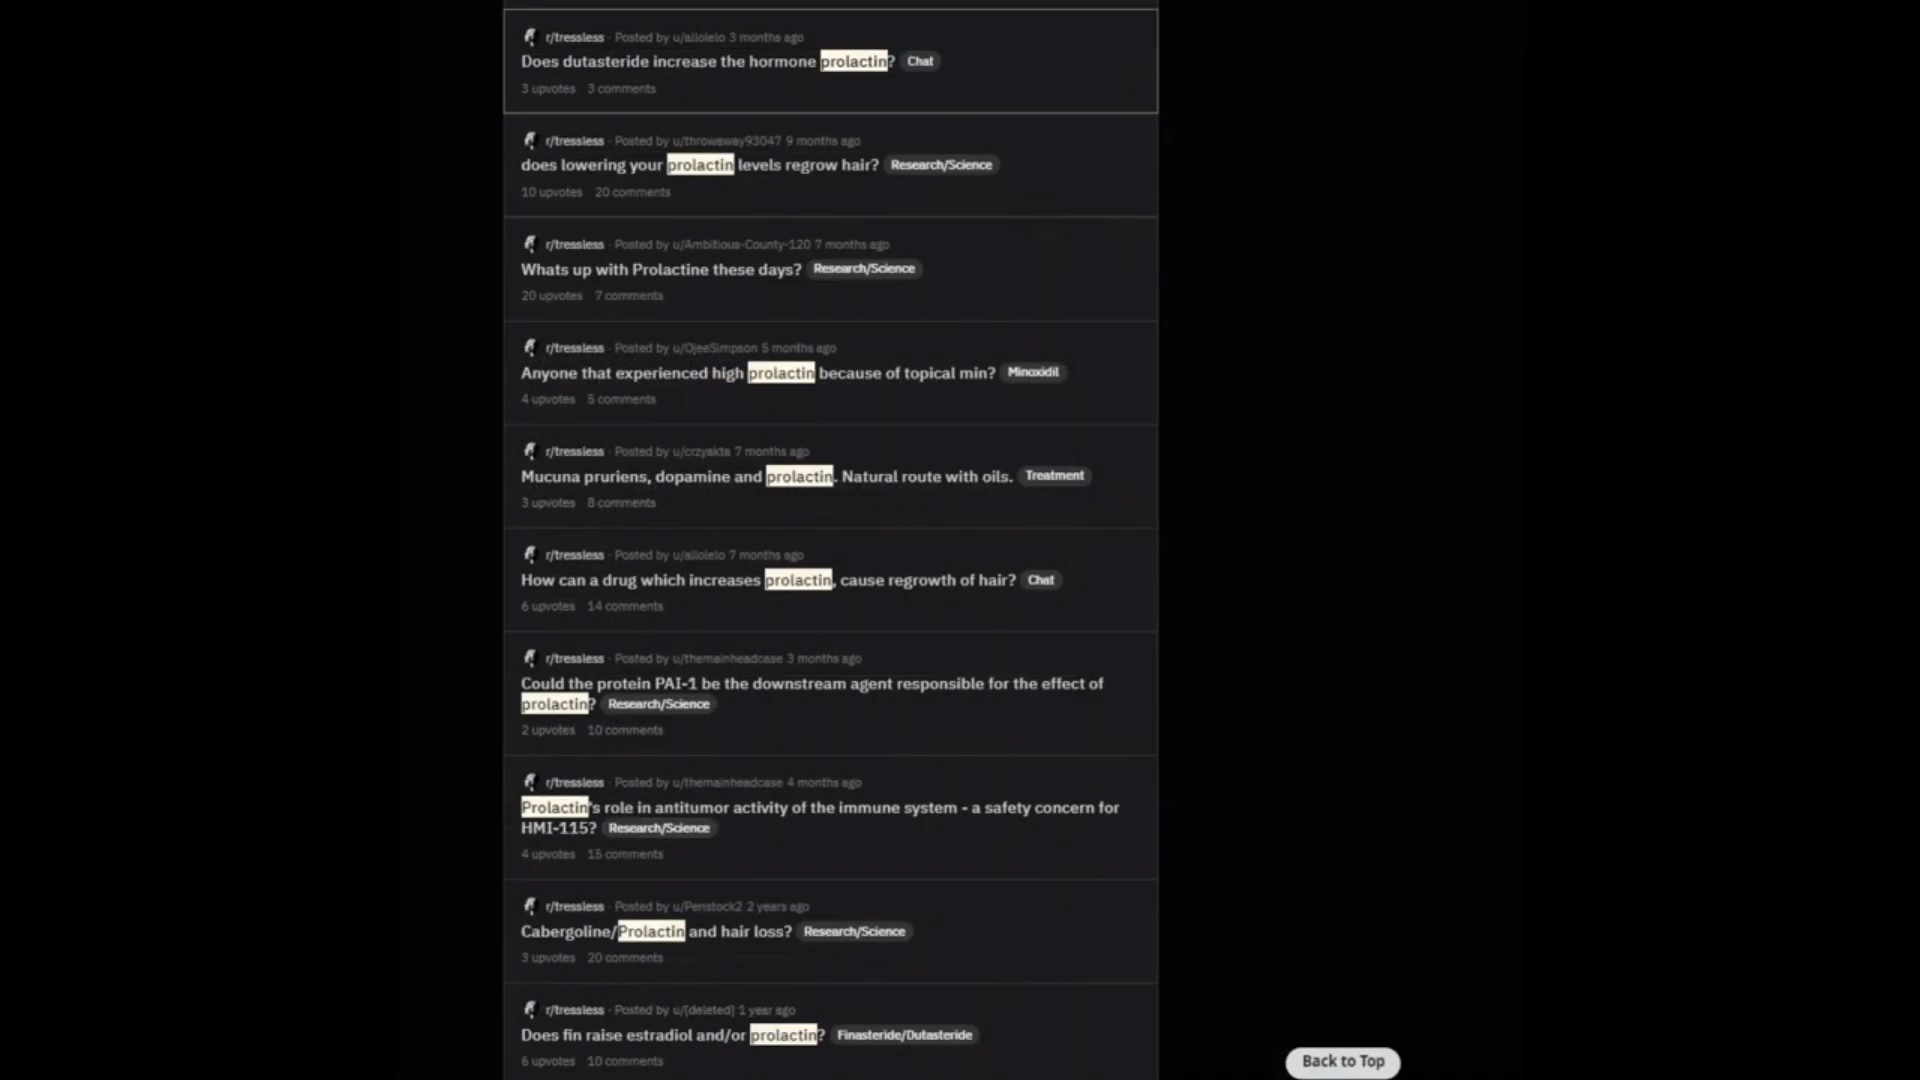 r/tressless · Posted by u/allolelo 3 months ago
Does dutasteride increase the hormone prolactin? Chat
3 upvotes 3 comments
r/tressless · Posted by u/throwaway93047 9 months ago
does lowering your prolactin levels regrow hair? Research/Science
10 upvotes 20 comments
r/tressless · Posted by u/Ambitious-County-120 7 months ago
Whats up with Prolactine these days? Research/Science
20 upvotes 7 comments
r/tressless · Posted by u/OjeeSimpson 5 months ago
Anyone that experienced high prolactin because of topical min? Minoxidil
4 upvotes 5 comments
r/tressless · Posted by u/crzyakta 7 months ago
Mucuna pruriens, dopamine and prolactin. Natural route with oils. Treatment
3 upvotes 8 comments
r/tressless · Posted by u/allolelo 7 months ago
How can a drug which increases prolactin, cause regrowth of hair? Chat
6 upvotes 14 comments
r/tressless · Posted by u/themainheadcase 3 months ago
Could the protein PAI-1 be the downstream agent responsible for the effect of
prolactin? Research/Science
2 upvotes 10 comments
r/tressless · Posted by u/themainheadcase 4 months ago
Prolactin's role in antitumor activity of the immune system - a safety concern for
HMI-115? Research/Science
4 upvotes 15 comments
r/tressless · Posted by u/Penstock2 2 years ago
Cabergoline/Prolactin and hair loss? Research/Science
3 upvotes 20 comments
r/tressless · Posted by u/[deleted] 1 year ago
Does fin raise estradiol and/or prolactin? Finasteride/Dutasteride
6 upvotes 10 comments
Back to Top